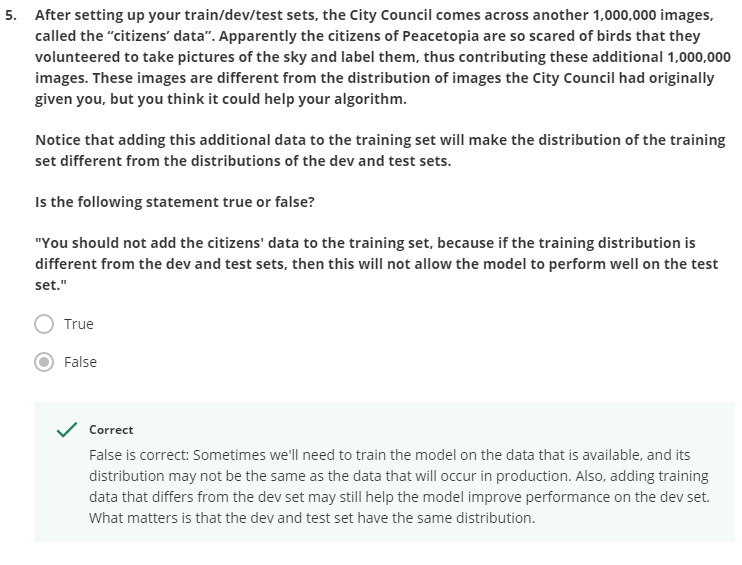 5. After setting up your train/dev/test sets, the City Council comes across another 1,000,000 images,
called the “citizens’ data”. Apparently the citizens of Peacetopia are so scared of birds that they
volunteered to take pictures of the sky and label them, thus contributing these additional 1,000,000
images. These images are different from the distribution of images the City Council had originally
given you, but you think it could help your algorithm.
Notice that adding this additional data to the training set will make the distribution of the training
set different from the distributions of the dev and test sets.
Is the following statement true or false?
"You should not add the citizens' data to the training set, because if the training distribution is
different from the dev and test sets, then this will not allow the model to perform well on the test
set."
True
False
Correct
False is correct: Sometimes we'll need to train the model on the data that is available, and its
distribution may not be the same as the data that will occur in production. Also, adding training
data that differs from the dev set may still help the model improve performance on the dev set.
What matters is that the dev and test set have the same distribution.